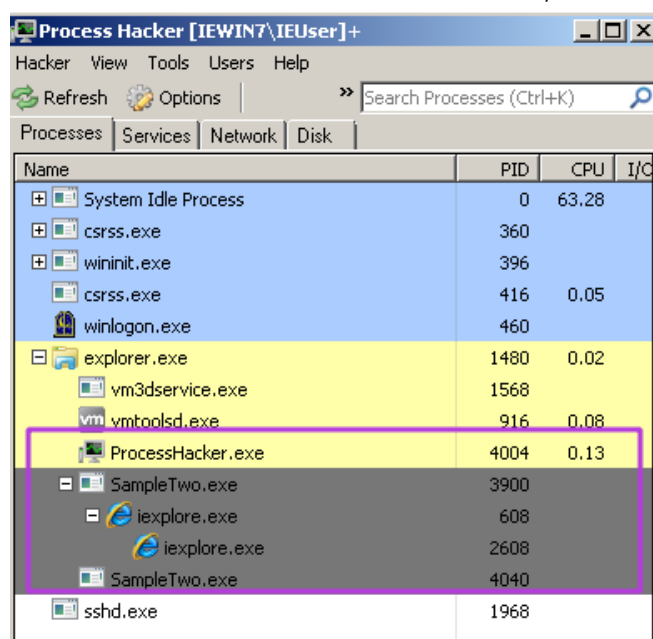 Process Hacker [IEWIN7\IEUser]+
Hacker View Tools Users Help
Refresh Options » Search Processes (Ctrl+K)
Processes Services Network Disk
Name PID CPU I/O
System Idle Process 0 63.28
csrss.exe 360
wininit.exe 396
csrss.exe 416 0.05
winlogon.exe 460
explorer.exe 1480 0.02
vm3dservice.exe 1568
vm vmtoolsd.exe 916 0.08
ProcessHacker.exe 4004 0.13
SampleTwo.exe 3900
iexplore.exe 608
iexplore.exe 2608
SampleTwo.exe 4040
sshd.exe 1968